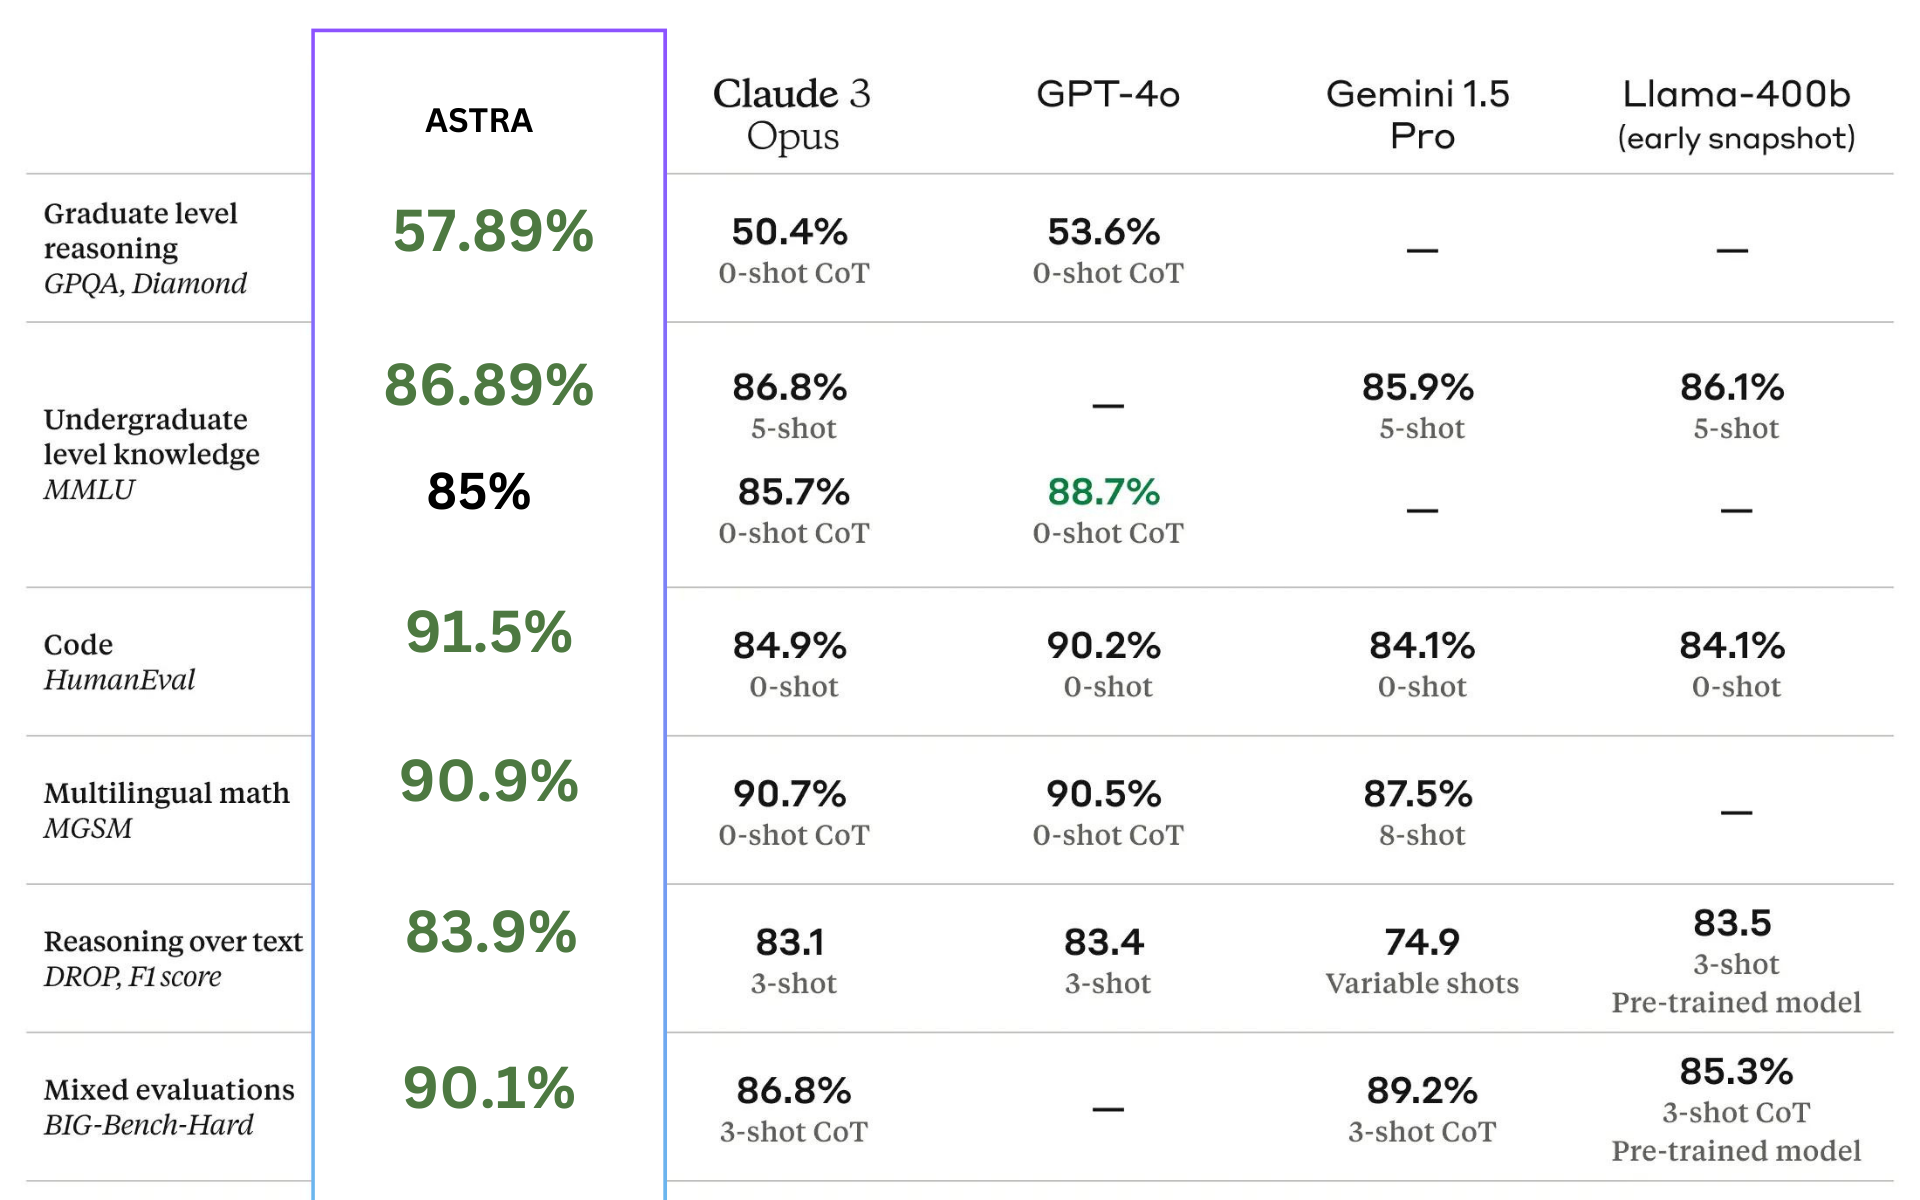 ASTRA
Claude 3
Opus
GPT-4o
Gemini 1.5
Pro
Llama-400b
(early snapshot)
Graduate level
reasoning
GPQA, Diamond
57.89%
50.4%
0-shot CoT
53.6%
0-shot CoT
—
—
Undergraduate
level knowledge
MMLU
86.89%
86.8%
5-shot
—
85.9%
5-shot
86.1%
5-shot
85%
85.7%
0-shot CoT
88.7%
0-shot CoT
—
—
Code
HumanEval
91.5%
84.9%
0-shot
90.2%
0-shot
84.1%
0-shot
84.1%
0-shot
Multilingual math
MGSM
90.9%
90.7%
0-shot CoT
90.5%
0-shot CoT
87.5%
8-shot
—
Reasoning over text
DROP, F1 score
83.9%
83.1
3-shot
83.4
3-shot
74.9
Variable shots
83.5
3-shot
Pre-trained model
Mixed evaluations
BIG-Bench-Hard
90.1%
86.8%
3-shot CoT
—
89.2%
3-shot CoT
85.3%
3-shot CoT
Pre-trained model